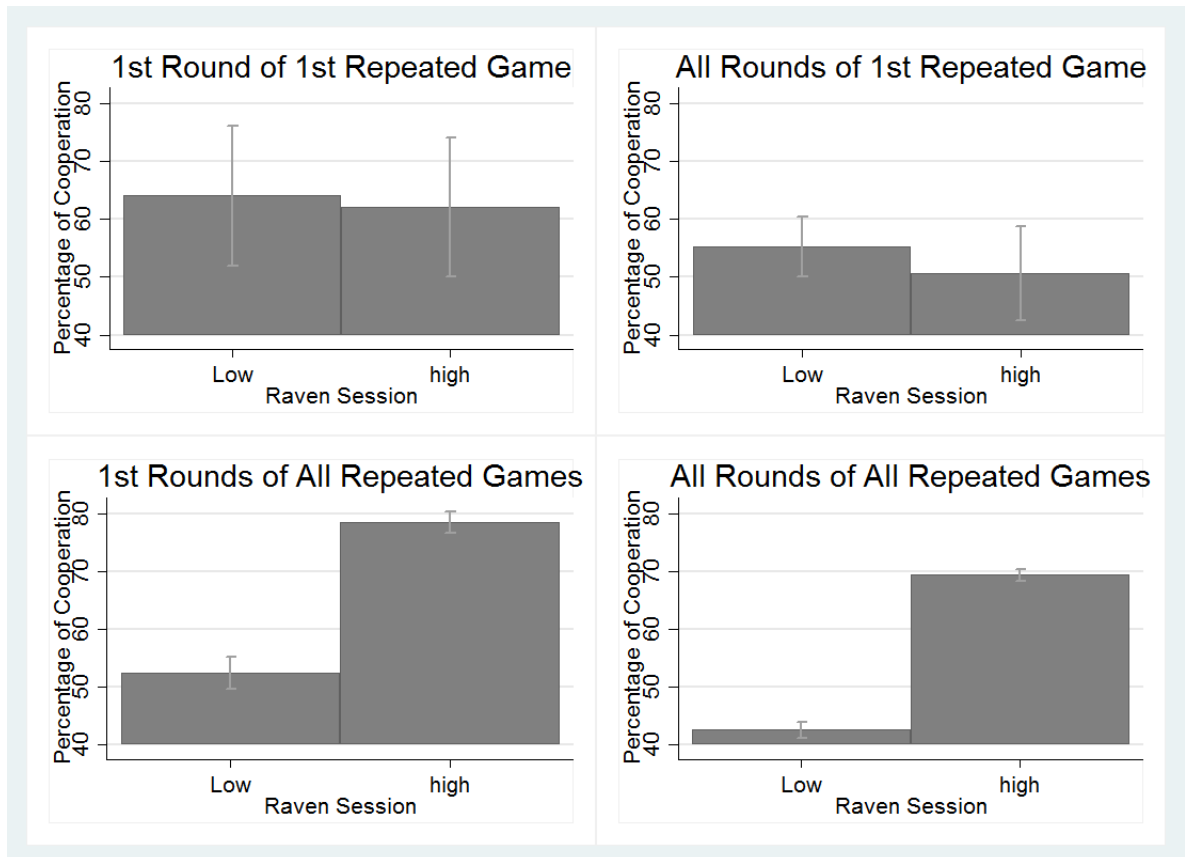 1st Round of 1st Repeated Game
Percentage of Cooperation
80
70
60
50
40
Low high
Raven Session
All Rounds of 1st Repeated Game
Percentage of Cooperation
80
70
60
50
40
Low high
Raven Session
1st Rounds of All Repeated Games
Percentage of Cooperation
80
70
60
50
40
Low high
Raven Session
All Rounds of All Repeated Games
Percentage of Cooperation
80
70
60
50
40
Low high
Raven Session